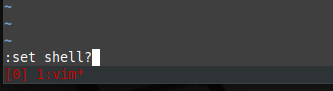 ~
~
~
:set shell?
[0] 1:vim*